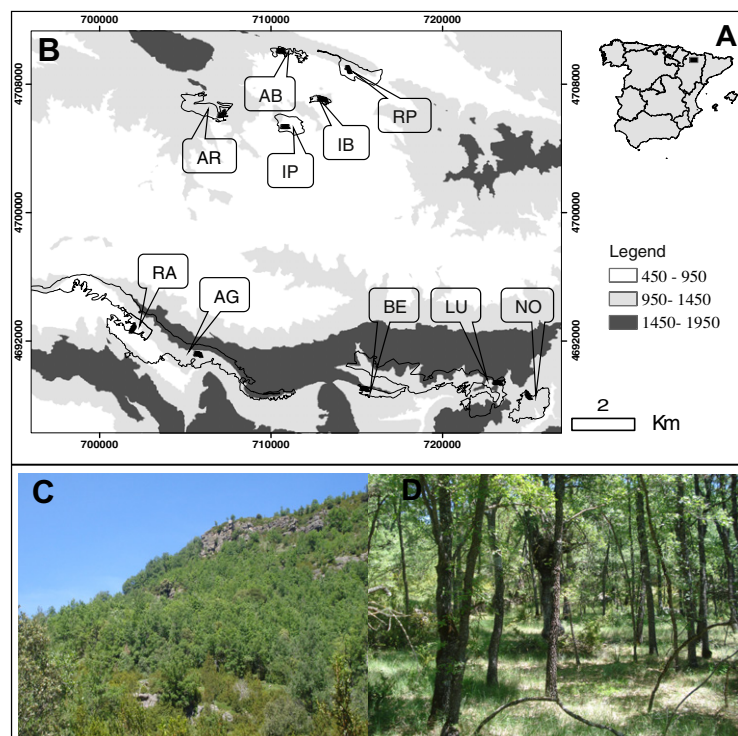 700000 710000 720000
B
A
4708000
4708000
AB
RP
AR
IB
IP
4700000
4700000
Legend
450 - 950
950- 1450
1450- 1950
RA
AG
BE
LU
NO
4692000
4692000
2
Km
700000 710000 720000
C
D